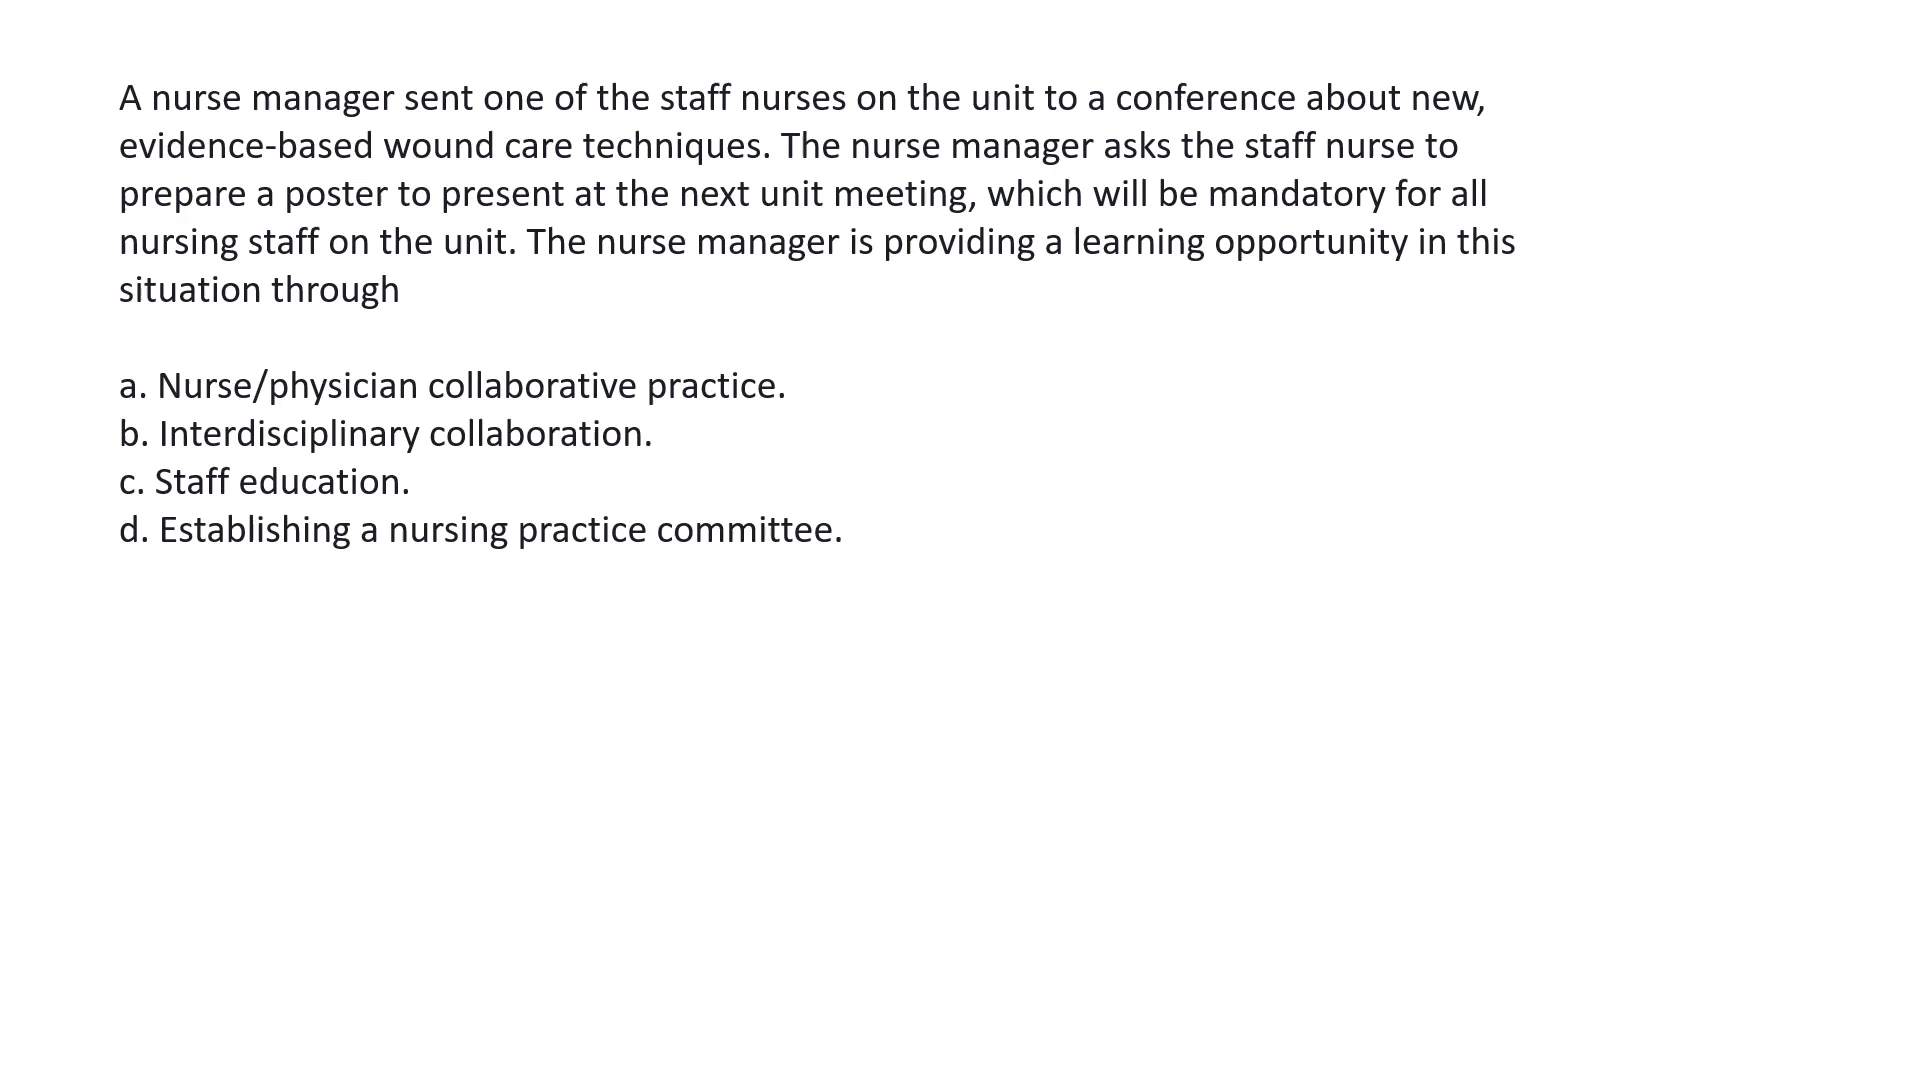 A nurse manager sent one of the staff nurses on the unit to a conference about new,
evidence-based wound care techniques. The nurse manager asks the staff nurse to
prepare a poster to present at the next unit meeting, which will be mandatory for all
nursing staff on the unit. The nurse manager is providing a learning opportunity in this
situation through
a. Nurse/physician collaborative practice.
b. Interdisciplinary collaboration.
c. Staff education.
d. Establishing a nursing practice committee.